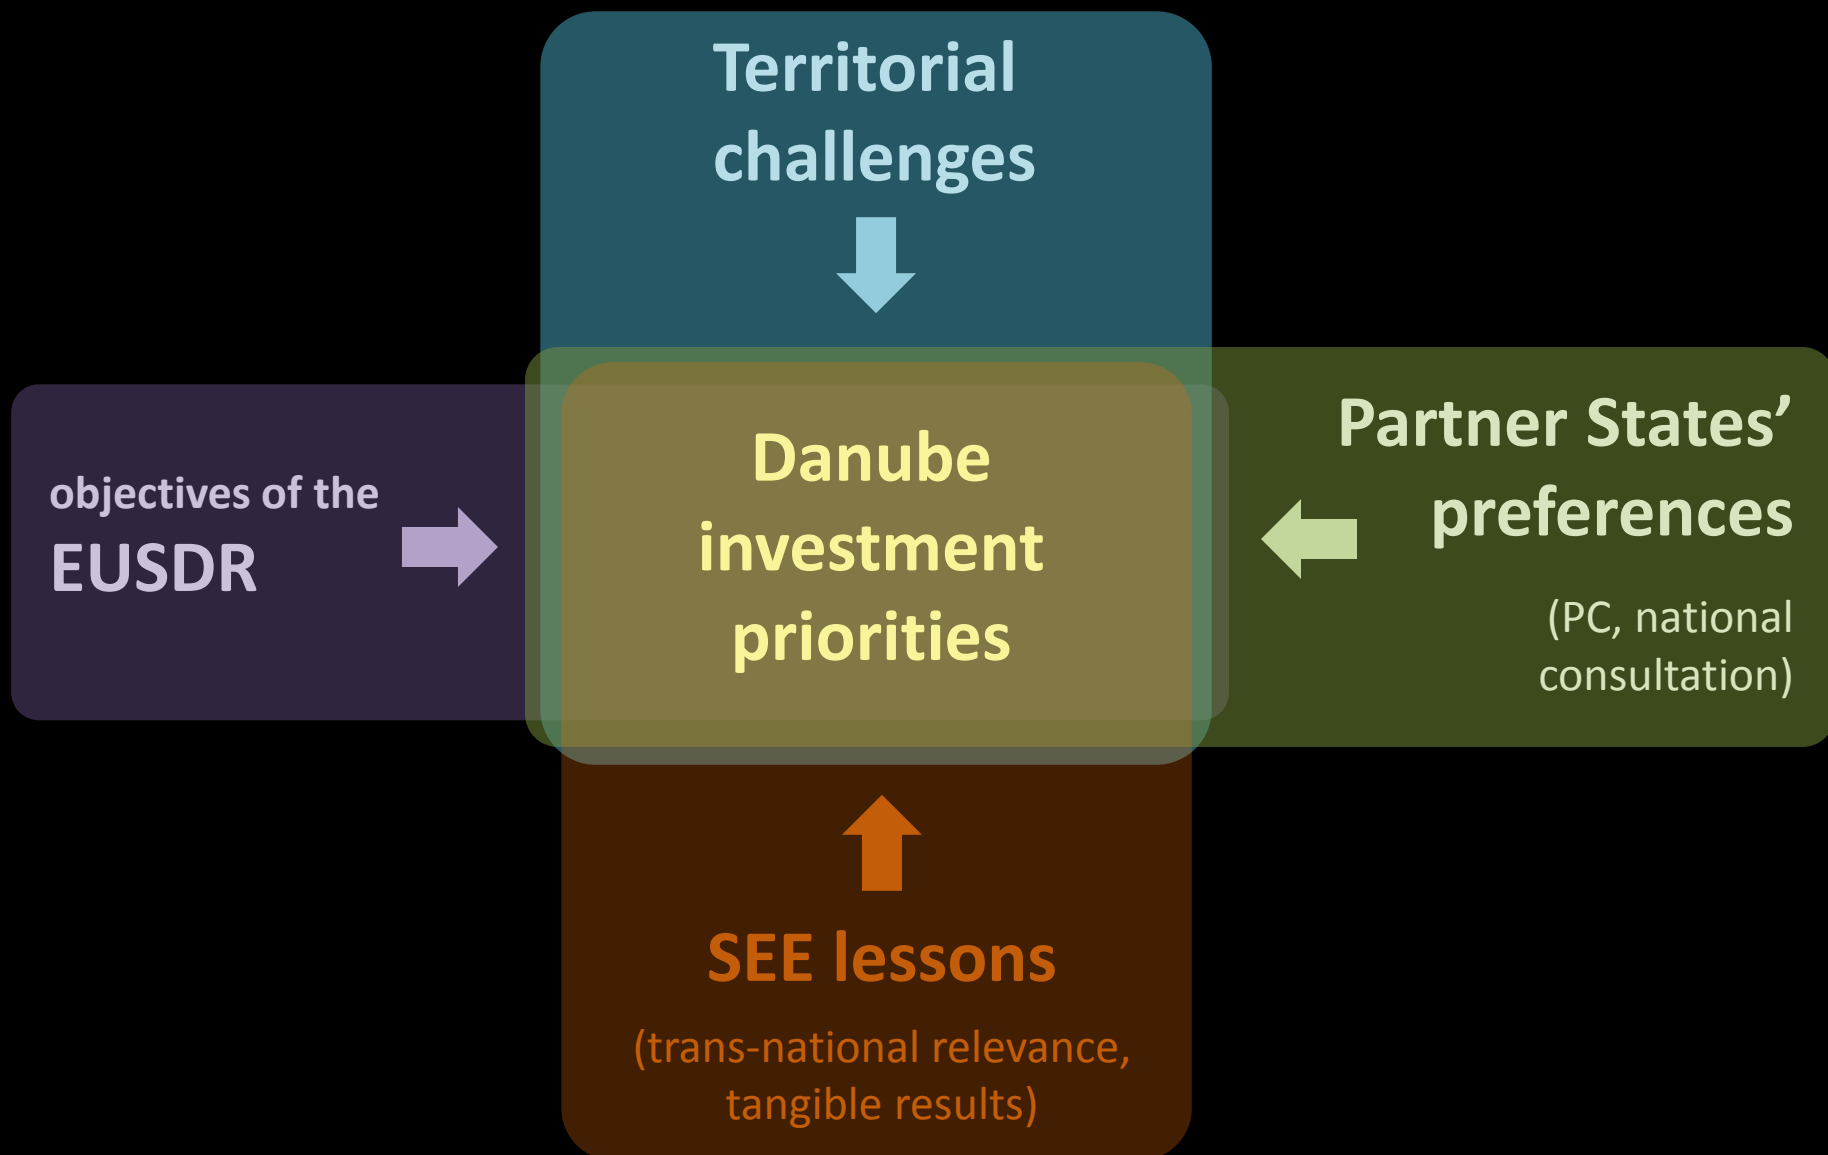 Territorial
challenges
objectives of the
EUSDR
Danube
investment
priorities
Partner States’
preferences
(PC, national
consultation)
SEE lessons
(trans-national relevance,
tangible results)